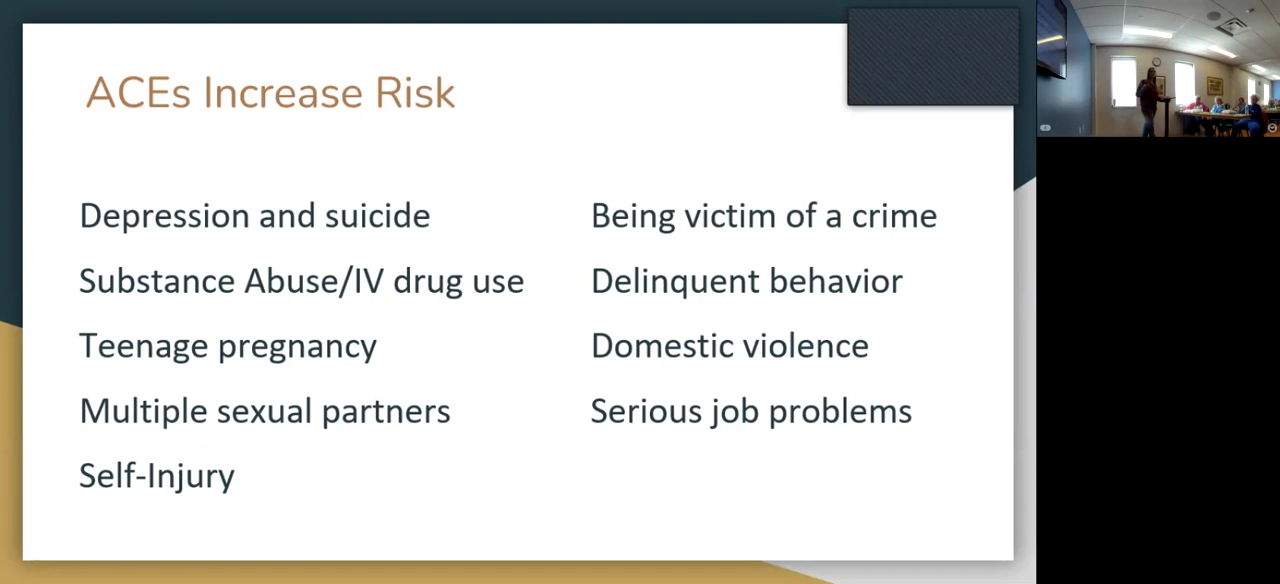 ACEs Increase Risk
Depression and suicide
Substance Abuse/IV drug use
Teenage pregnancy
Multiple sexual partners
Self-Injury
Being victim of a crime
Delinquent behavior
Domestic violence
Serious job problems